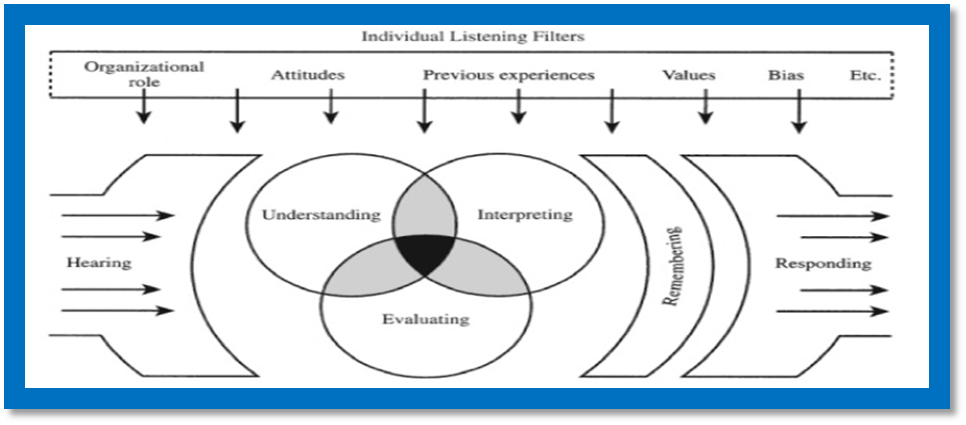 Individual Listening Filters
Organizational
role
Attitudes
Previous experiences
Values
Bias
Etc.
Understanding
Interpreting
Hearing
Remembering
Responding
Evaluating